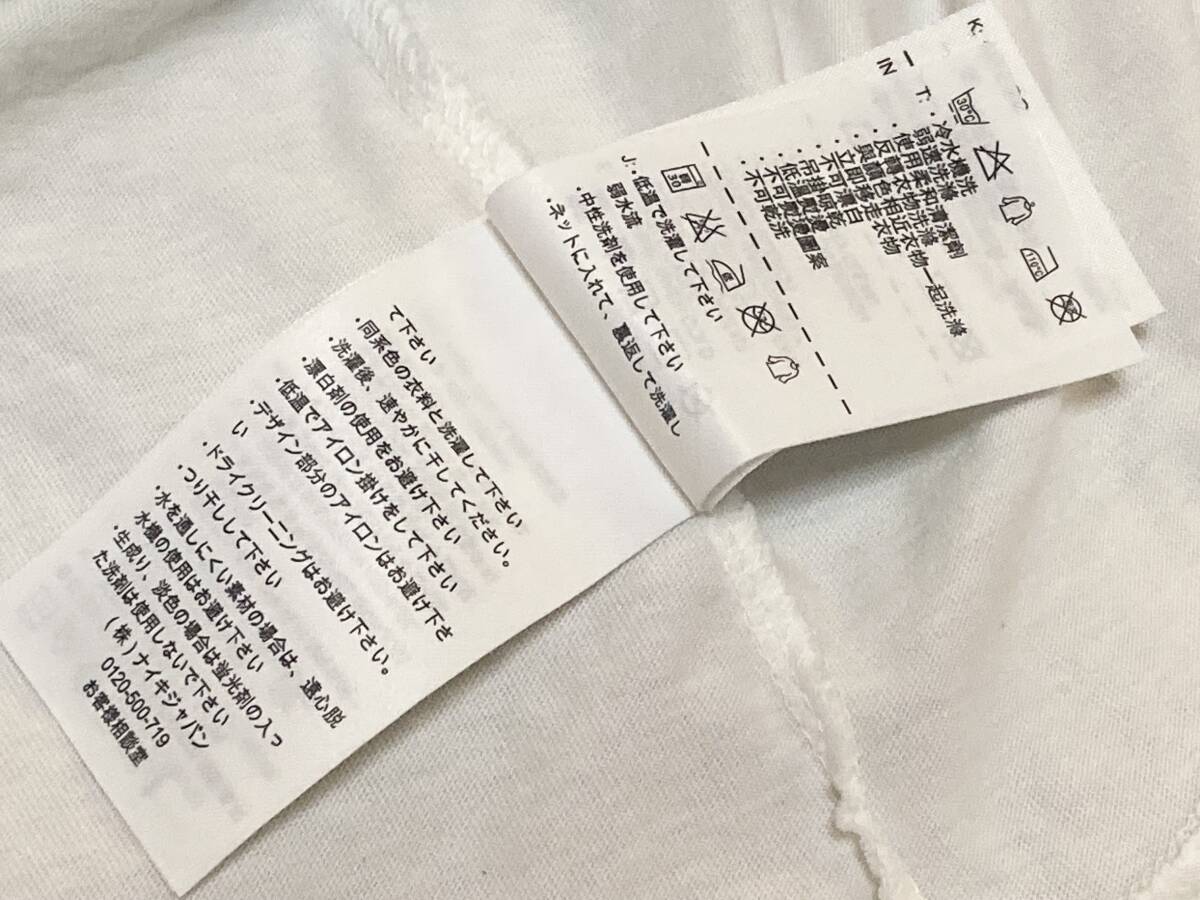 K:
IN
T:
30℃
110℃
・冷水機洗
弱速洗滌
・使用柔和清潔劑
・反轉衣物洗滌
・與顏色相近衣物一起洗滌
・立即移走衣物
・不可漂白
・吊掛晾乾
・低溫熨燙
・不可熨燙圖案
・不可乾洗
J:・低温で洗濯して下さい
弱水流
・中性洗剤を使用して下さい
・ネットに入れて、裏返して洗濯し
て下さい
・同系色の衣料と洗濯して下さい
・洗濯後、速やかに干してください。
・漂白剤の使用をお避け下さい
・低温でアイロン掛けをして下さい
・デザイン部分のアイロンはお避け下さ
い
・ドライクリーニングはお避け下さい。
・つり干しして下さい
・水を通しにくい素材の場合は、遠心脱
水機の使用はお避け下さい
・生成り、淡色の場合は蛍光剤の入っ
た洗剤は使用しないで下さい
(株)ナイキジャパン
0120-500-719
お客様相談室